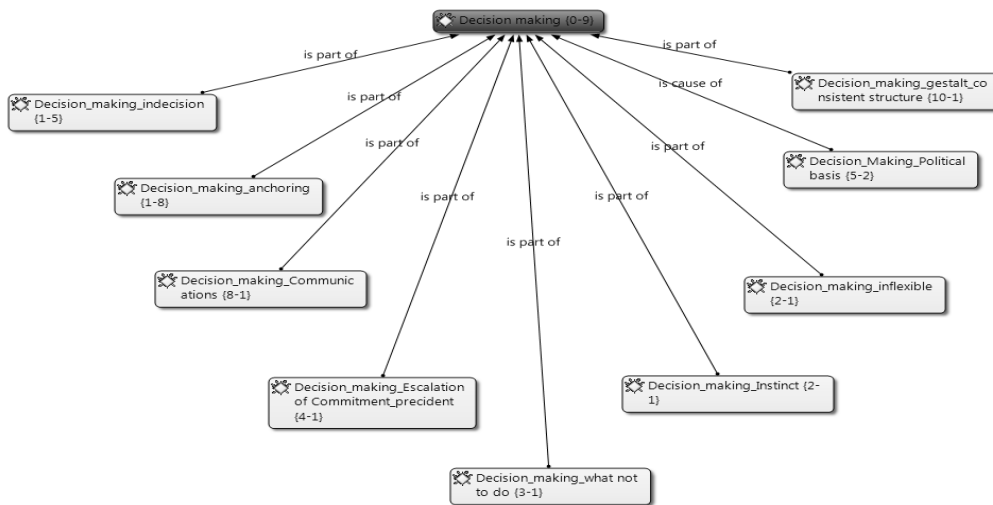 Decision making {0-9}
is part of
is part of
is cause of
Decision_making_gestalt_co
nsistent structure {10-1}
Decision_making_indecision
{1-5}
is part of
is part of
is part of
Decision_Making_Political
basis {5-2}
Decision_making_anchoring
{1-8}
is part of
is part of
is part of
Decision_making_Communic
ations {8-1}
Decision_making_inflexible
{2-1}
Decision_making_Escalation
of Commitment_precident
{4-1}
Decision_making_Instinct {2-
1}
Decision_making_what not
to do {3-1}